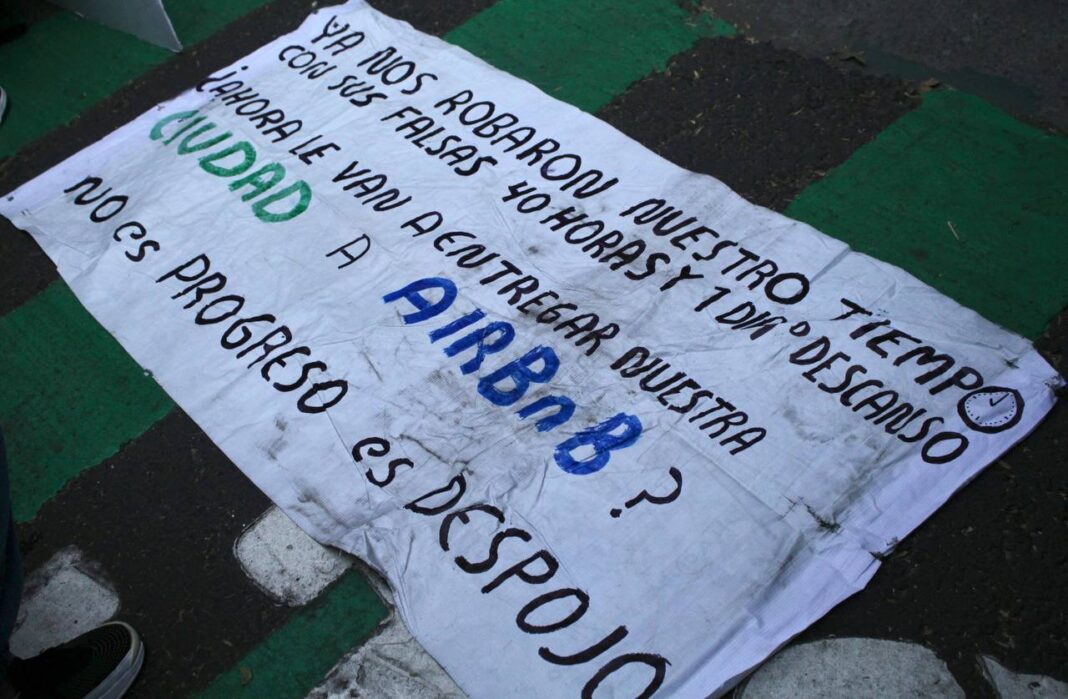 YA NOS ROBARON NUESTRO TIEMPO
CON SUS FALSAS 40 HORAS Y 1 DIA D DESCANSO
¿AHORA LE VAN A ENTREGAR NUESTRA
CIUDAD A AIRBnB?
NO es PROGRESO es DESPOJO